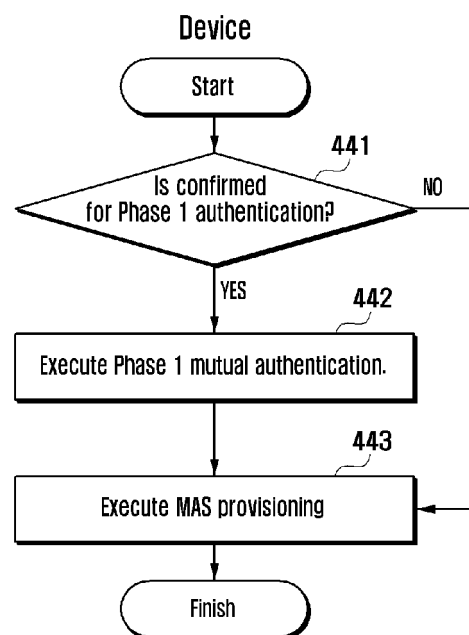 Device
Start
441
Is confirmed
for Phase 1 authentication?
NO
YES
442
Execute Phase 1 mutual authentication.
443
Execute MAS provisioning
Finish